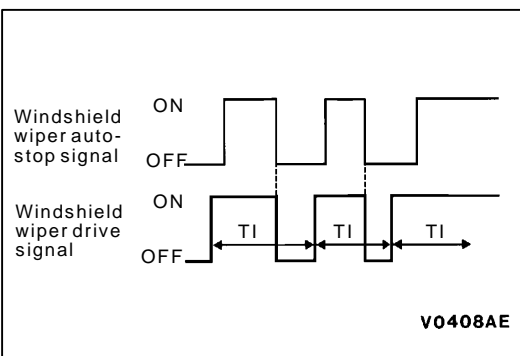 ON
Windshield
wiper auto-
stop signal
OFF
ON
Windshield
wiper drive
signal
TI TI TI
OFF
V0408AE